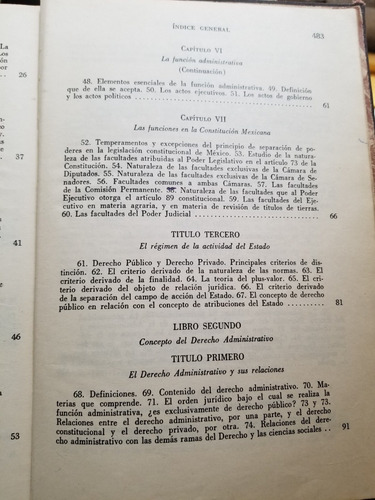 ÍNDICE GENERAL 483
CAPÍTULO VI
La función administrativa
(Continuación)
48. Elementos esenciales de la función administrativa. 49. Definición
que de ella se acepta. 50. Los actos ejecutivos. 51. Los actos de gobierno
y los actos políticos 61
CAPÍTULO VII
Las funciones en la Constitución Mexicana
52. Temperamentos y excepciones del principio de separación de po-
deres en la legislación constitucional de México. 53. Estudio de la natura-
leza de las facultades atribuidas al Poder Legislativo en el artículo 73 de la
Constitución. 54. Naturaleza de las facultades exclusivas de la Cámara de
Diputados. 55. Naturaleza de las facultades exclusivas de la Cámara de Se-
nadores. 56. Facultades comunes a ambas Cámaras. 57. Las facultades
de la Comisión Permanente. 58. Naturaleza de las facultades que al Poder
Ejecutivo otorga el artículo 89 constitucional. 59. Las facultades del Eje-
cutivo en materia agraria, y en materia de revisión de títulos de tierras.
60. Las facultades del Poder Judicial 66
TITULO TERCERO
El régimen de la actividad del Estado
61. Derecho Público y Derecho Privado. Principales criterios de dis-
tinción. 62. El criterio derivado de la naturaleza de las normas. 63. El
criterio derivado de la finalidad. 64. La teoría del plus-valor. 65. El cri-
terio derivado del objeto de relación jurídica. 66. El criterio derivado
de la separación del campo de acción del Estado. 67. El concepto de derecho
público en relación con el concepto de atribuciones del Estado 81
LIBRO SEGUNDO
Concepto del Derecho Administrativo
TITULO PRIMERO
El Derecho Administrativo y sus relaciones
68. Definiciones. 69. Contenido del derecho administrativo. 70. Ma-
terias que comprende. 71. El orden jurídico bajo el cual se realiza la
función administrativa, ¿es exclusivamente de derecho público? 73 y 73.
Relaciones entre el derecho administrativo, por una parte, y el derecho
constitucional y el derecho privado, por otra. 74. Relaciones del dere-
cho administrativo con las demás ramas del Derecho y las ciencias sociales .. 91
La
ón
por
26
37
41
46
53